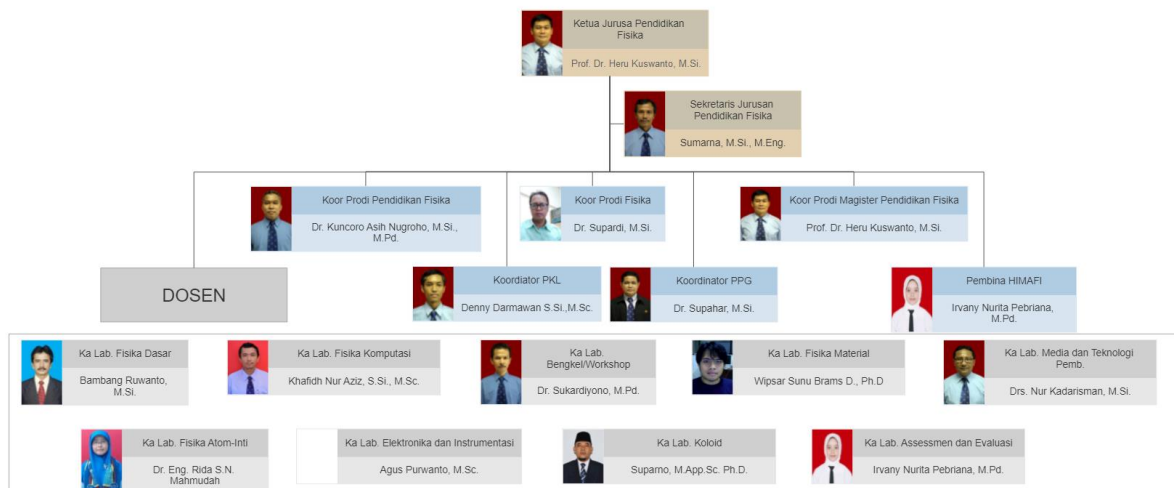 Ketua Jurusa Pendidikan
Fisika
Prof. Dr. Heru Kuswanto, M.Si.
Sekretaris Jurusan
Pendidikan Fisika
Sumarna, M.Si., M.Eng.
Koor Prodi Pendidikan Fisika
Dr. Kuncoro Asih Nugroho, M.Si.,
M.Pd.
Koor Prodi Fisika
Dr. Supardi, M.Si.
Koor Prodi Magister Pendidikan Fisika
Prof. Dr. Heru Kuswanto, M.Si.
DOSEN
Koordiator PKL
Denny Darmawan S.Si.,M.Sc.
Koordinator PPG
Dr. Supahar, M.Si.
Pembina HIMAFI
Irvany Nurita Pebriana,
M.Pd.
Ka Lab. Fisika Dasar
Bambang Ruwanto,
M.Si.
Ka Lab. Fisika Komputasi
Khafidh Nur Aziz, S.Si., M.Sc.
Ka Lab.
Bengkel/Workshop
Dr. Sukardiyono, M.Pd.
Ka Lab. Fisika Material
Wipsar Sunu Brams D., Ph.D
Ka Lab. Media dan Teknologi
Pemb.
Drs. Nur Kadarisman, M.Si.
Ka Lab. Fisika Atom-Inti
Dr. Eng. Rida S.N.
Mahmudah
Ka Lab. Elektronika dan Instrumentasi
Agus Purwanto, M.Sc.
Ka Lab. Koloid
Suparno, M.App.Sc. Ph.D.
Ka Lab. Assessmen dan Evaluasi
Irvany Nurita Pebriana, M.Pd.